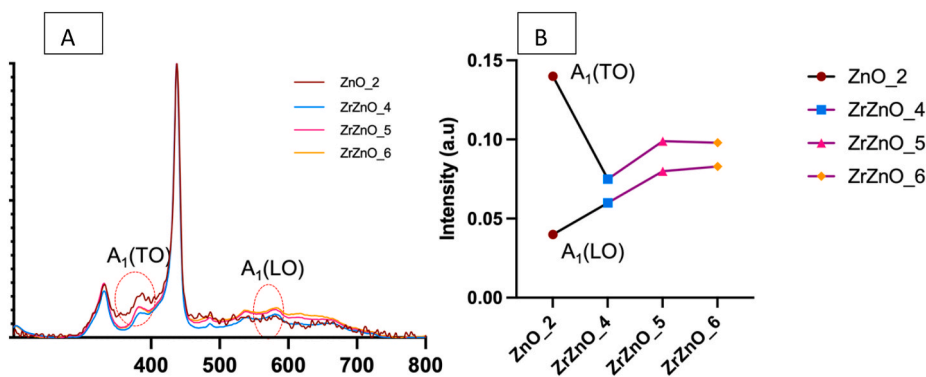 A
ZnO_2
ZrZnO_4
ZrZnO_5
ZrZnO_6
A₁(TO)
A₁(LO)
400 500 600 700 800
B
Intensity (a.u)
0.15
0.10
0.05
0.00
A₁(TO)
A₁(LO)
ZnO_2
ZrZnO_4
ZrZnO_5
ZrZnO_6
ZnO_2
ZrZnO_4
ZrZnO_5
ZrZnO_6